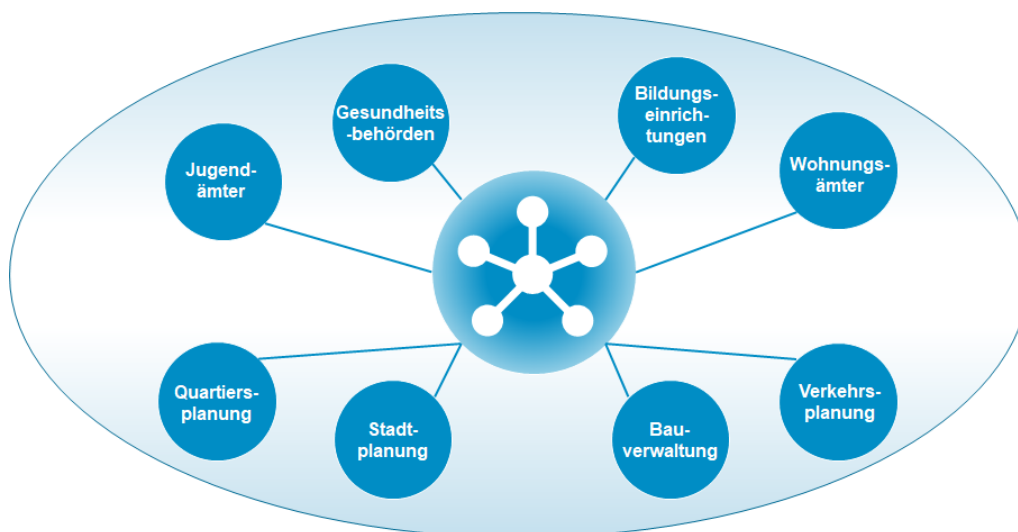 Gesundheits
-behörden
Bildungs-
einrich-
tungen
Jugend-
ämter
Wohnungs-
ämter
Quartiers-
planung
Stadt-
planung
Bau-
verwaltung
Verkehrs-
planung